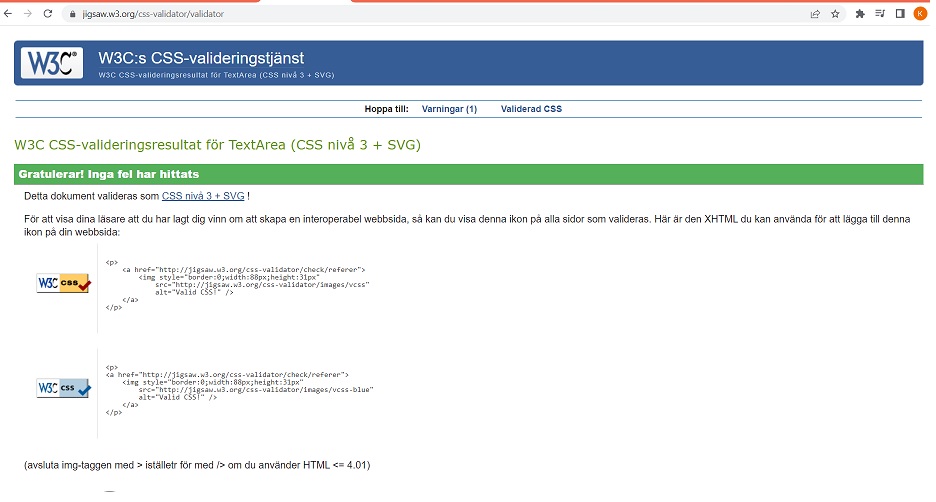 jigsaw.w3.org/css-validator/validator
K
W3C® W3C:s CSS-valideringstjänst
W3C CSS-valideringsresultat för TextArea (CSS nivå 3 + SVG)
Hoppa till: Varningar (1) Validerad CSS
W3C CSS-valideringsresultat för TextArea (CSS nivå 3 + SVG)
Gratulerar! Inga fel har hittats
Detta dokument valideras som CSS nivå 3 + SVG !
För att visa dina läsare att du har lagt dig vinn om att skapa en interoperabel webbsida, så kan du visa denna ikon på alla sidor som valideras. Här är den XHTML du kan använda för att lägga till denna
ikon på din webbsida:
W3C css
<p>
<a href="http://jigsaw.w3.org/css-validator/check/referer">
<img style="border:0;width:88px;height:31px"
src="http://jigsaw.w3.org/css-validator/images/vcss"
alt="Valid CSS!" />
</a>
</p>
W3C css
<p>
<a href="http://jigsaw.w3.org/css-validator/check/referer">
<img style="border:0;width:88px;height:31px"
src="http://jigsaw.w3.org/css-validator/images/vcss-blue"
alt="Valid CSS!" />
</a>
</p>
(avsluta img-taggen med > iställetr för med /> om du använder HTML <= 4.01)